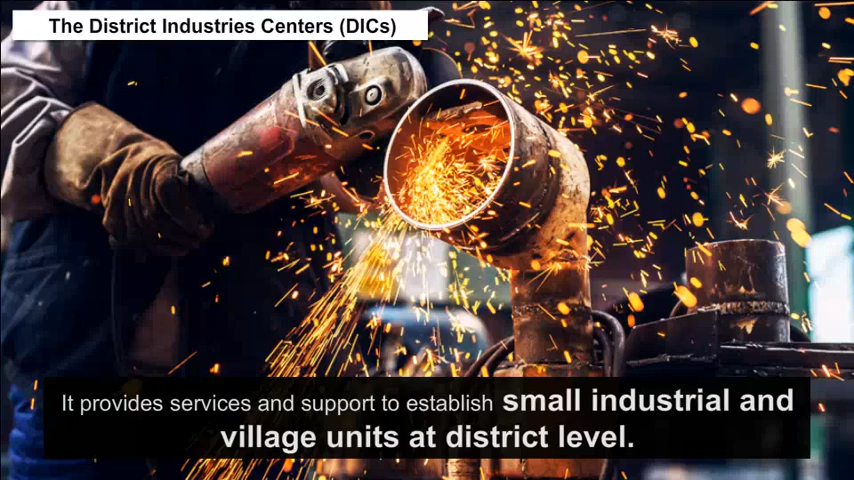 The District Industries Centers (DICs)
It provides services and support to establish small industrial and
village units at district level.